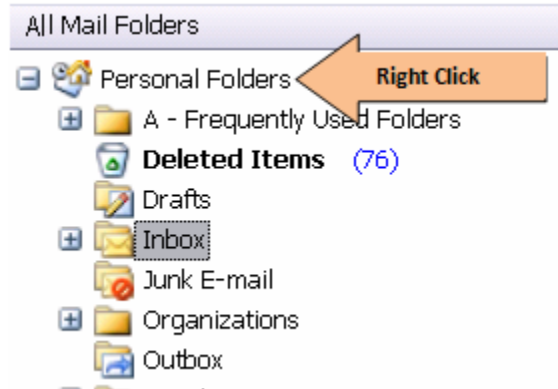 All Mail Folders
Personal Folders
Right Click
A - Frequently Used Folders
Deleted Items (76)
Drafts
Inbox
Junk E-mail
Organizations
Outbox